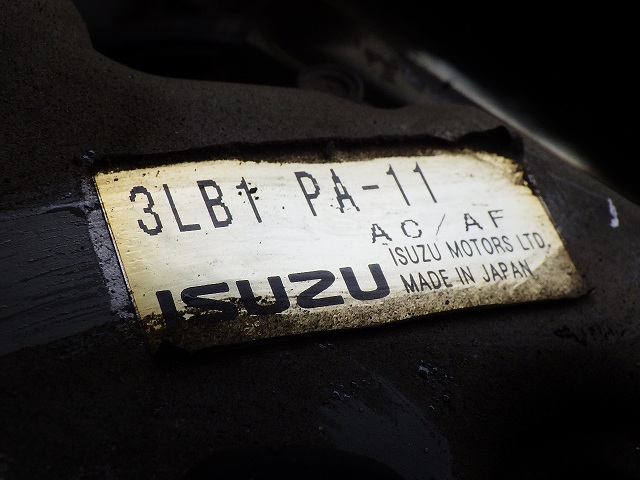 3LB1 PA-11
AC/AF
ISUZU MOTORS LTD.
ISUZU MADE IN JAPAN